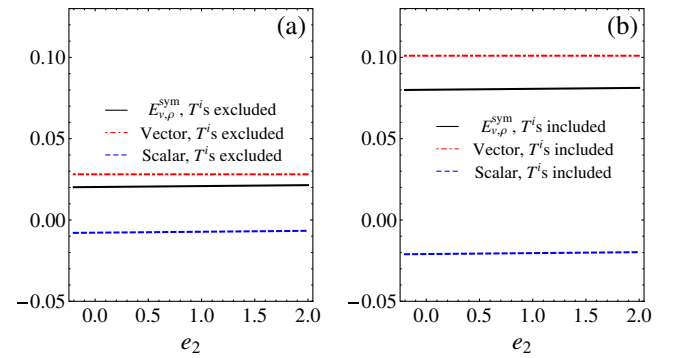 (a)
0.10
0.05
0.00
−0.05
E^sym_{v,ρ}, T^i's excluded
Vector, T^i's excluded
Scalar, T^i's excluded
0.0 0.5 1.0 1.5 2.0
e_2
(b)
0.10
0.05
0.00
−0.05
E^sym_{v,ρ}, T^i's included
Vector, T^i's included
Scalar, T^i's included
0.0 0.5 1.0 1.5 2.0
e_2